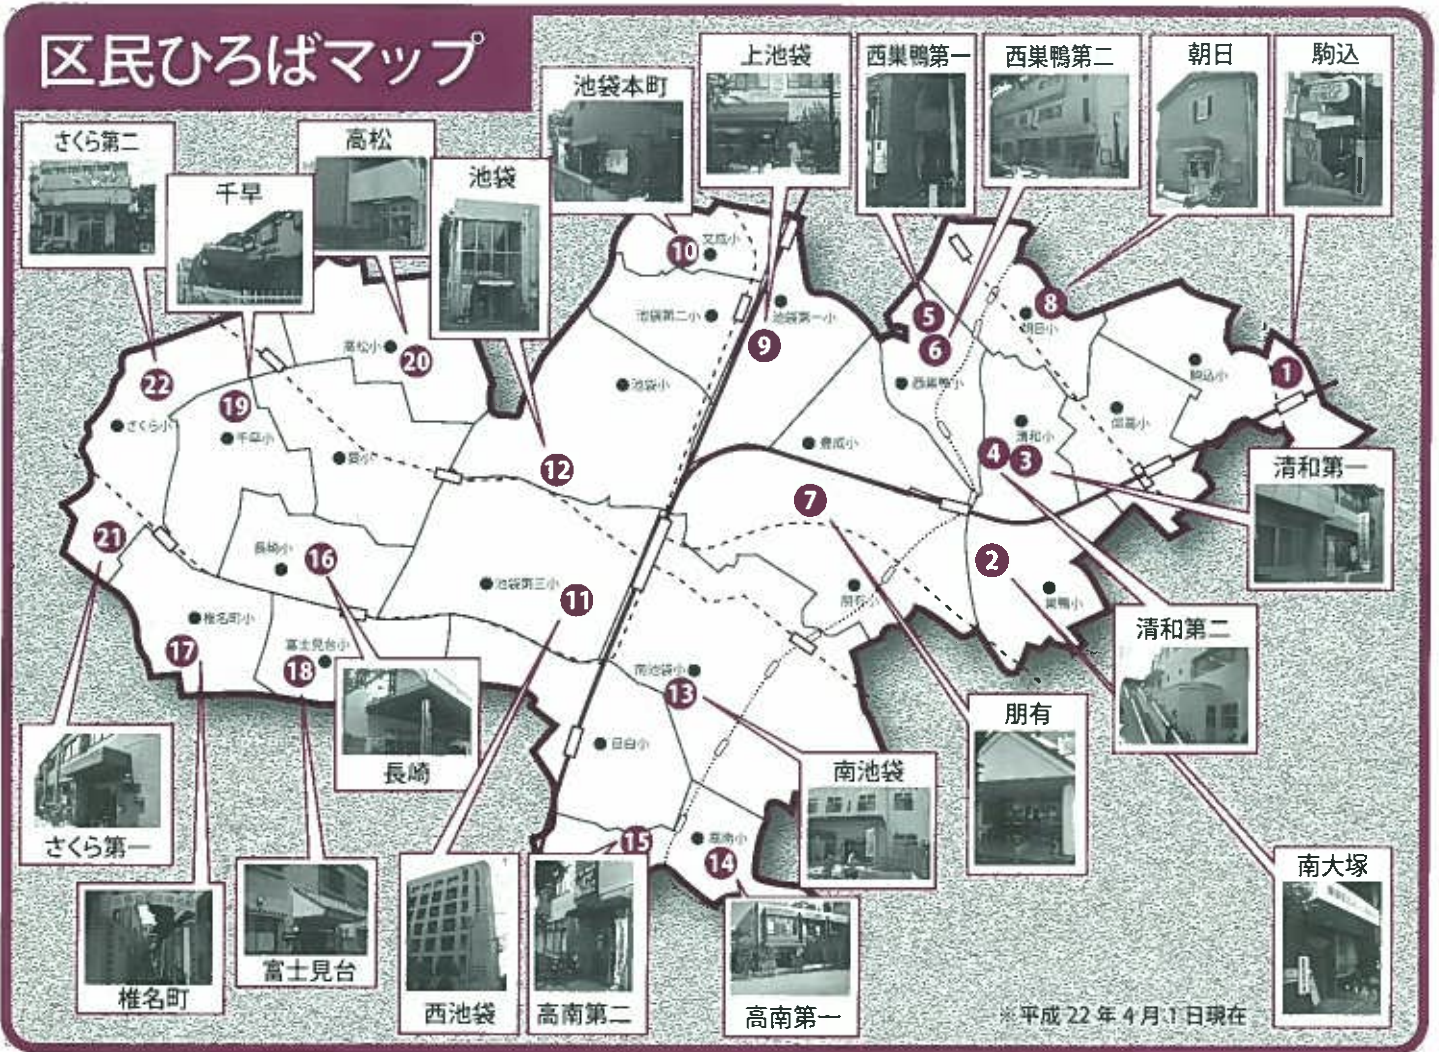 区民ひろばマップ
さくら第二
千早
高松
池袋
池袋本町
上池袋
西巣鴨第一
西巣鴨第二
朝日
駒込
10
文成小
池袋第二小
池袋第一小
9
5
6
8
朝日小
駒込小
1
高松小
20
22
19
さくら小
千早小
要小
池袋小
12
西巣鴨小
豊成小
清和小
4
3
仰高小
清和第一
7
21
長崎小
16
池袋第三小
11
2
朋有小
巣鴨小
椎名町小
17
富士見台小
18
南池袋小
13
目白小
清和第二
朋有
南池袋
長崎
さくら第一
15
高南小
14
南大塚
椎名町
富士見台
西池袋
高南第二
高南第一
※平成22年4月1日現在